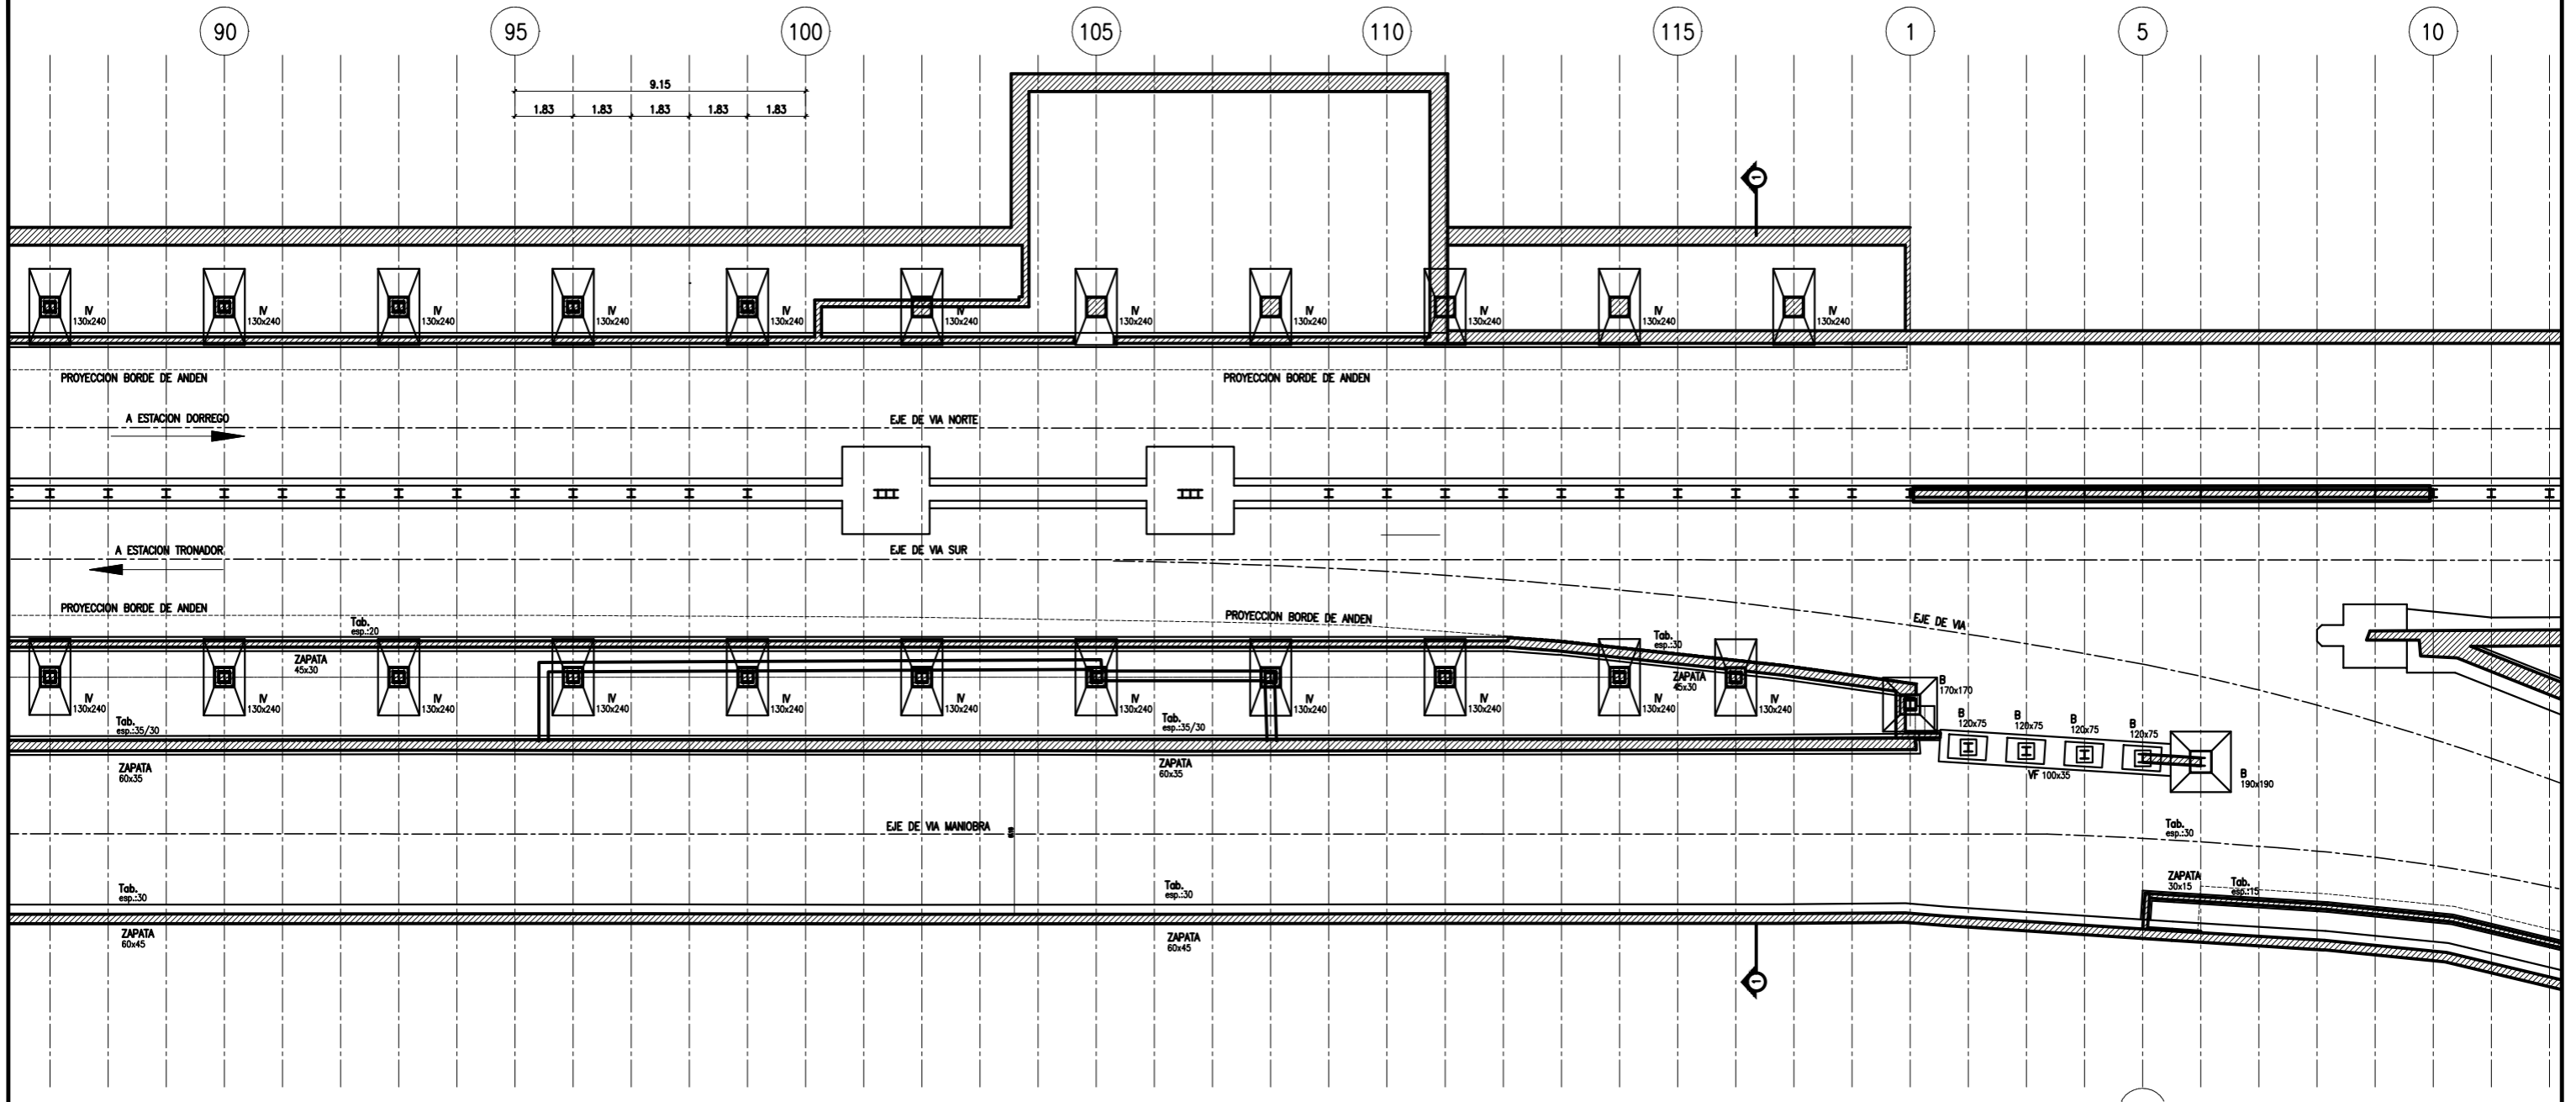 90
95
100
105
110
115
1
5
10
9.15
1.83
1.83
1.83
1.83
1.83
1
IV
130x240
IV
130x240
IV
130x240
IV
130x240
IV
130x240
IV
130x240
IV
130x240
IV
130x240
IV
130x240
IV
130x240
IV
130x240
PROYECCION BORDE DE ANDEN
PROYECCION BORDE DE ANDEN
A ESTACION DORREGO
EJE DE VIA NORTE
A ESTACION TRONADOR
EJE DE VIA SUR
PROYECCION BORDE DE ANDEN
PROYECCION BORDE DE ANDEN
EJE DE VIA
Tab.
esp.:20
Tab.
esp.:30
ZAPATA
45x30
ZAPATA
45x30
IV
130x240
IV
130x240
IV
130x240
IV
130x240
IV
130x240
IV
130x240
IV
130x240
IV
130x240
IV
130x240
IV
130x240
IV
130x240
B
170x170
B
120x75
B
120x75
B
120x75
B
120x75
Tab.
esp.:35/30
Tab.
esp.:35/30
ZAPATA
60x35
ZAPATA
60x35
VF 100x35
B
190x190
EJE DE VIA MANIOBRA
Tab.
esp.:30
Tab.
esp.:30
Tab.
esp.:30
ZAPATA
30x15
Tab.
esp.:15
ZAPATA
60x45
ZAPATA
60x45
1